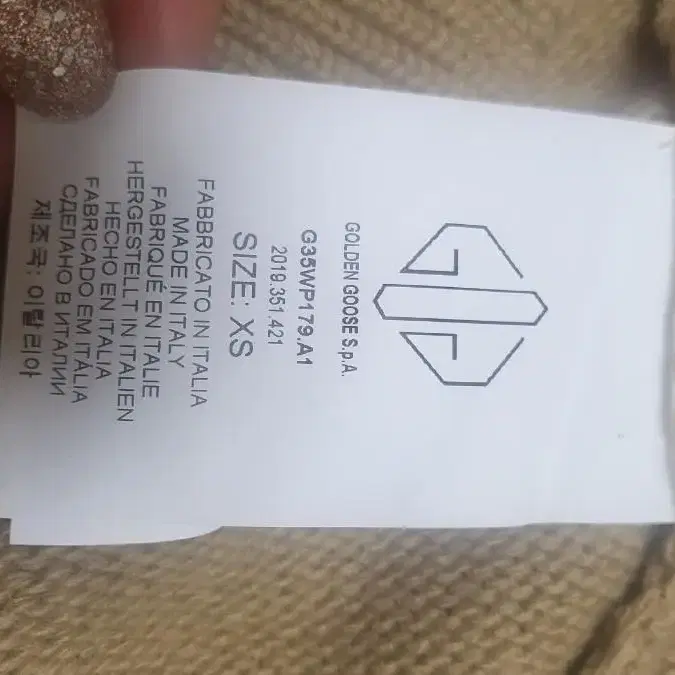 GOLDEN GOOSE S.p.A.
G35WP179.A1
2019.351.421
SIZE: XS
FABBRICATO IN ITALIA
MADE IN ITALY
FABRIQUÉ EN ITALIE
HERGESTELLT IN ITALIEN
HECHO EN ITALIA
FABRICADO EM ITÁLIA
СДЕЛАНО В ИТАЛИИ
제조국: 이탈리아